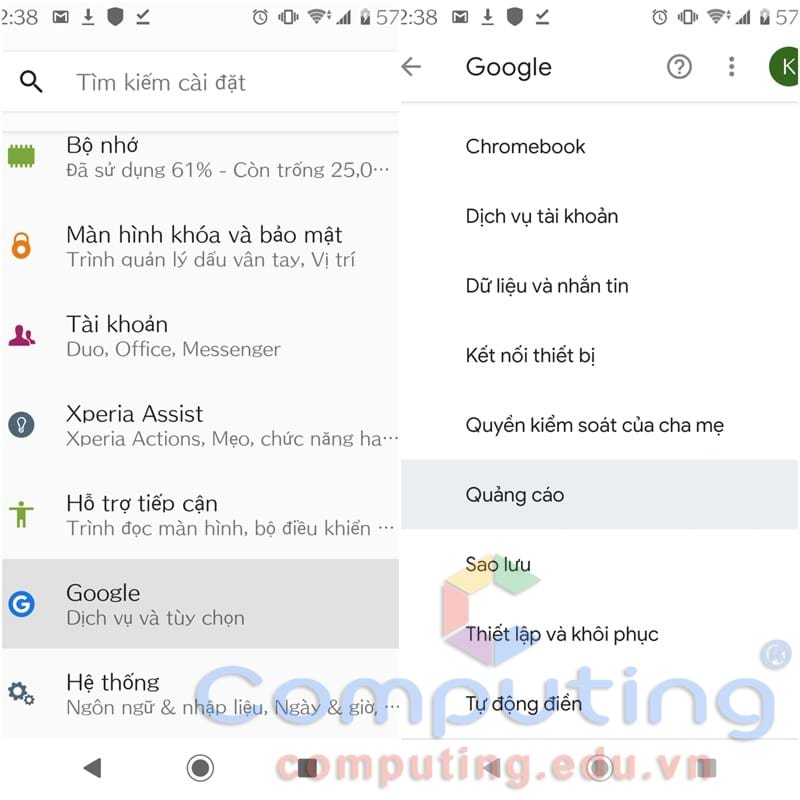 2:38
57
Tìm kiếm cài đặt
Bộ nhớ
Đã sử dụng 61% - Còn trống 25,0...
Màn hình khóa và bảo mật
Trình quản lý dấu vân tay, Vị trí
Tài khoản
Duo, Office, Messenger
Xperia Assist
Xperia Actions, Mẹo, chức năng ha...
Hỗ trợ tiếp cận
Trình đọc màn hình, bộ điều khiển ...
Google
Dịch vụ và tùy chọn
Hệ thống
Ngôn ngữ & nhập liệu, Ngày & giờ, ...
2:38
57
Google
K
Chromebook
Dịch vụ tài khoản
Dữ liệu và nhắn tin
Kết nối thiết bị
Quyền kiểm soát của cha mẹ
Quảng cáo
Sao lưu
Thiết lập và khôi phục
Tự động điền
Computing®
computing.edu.vn